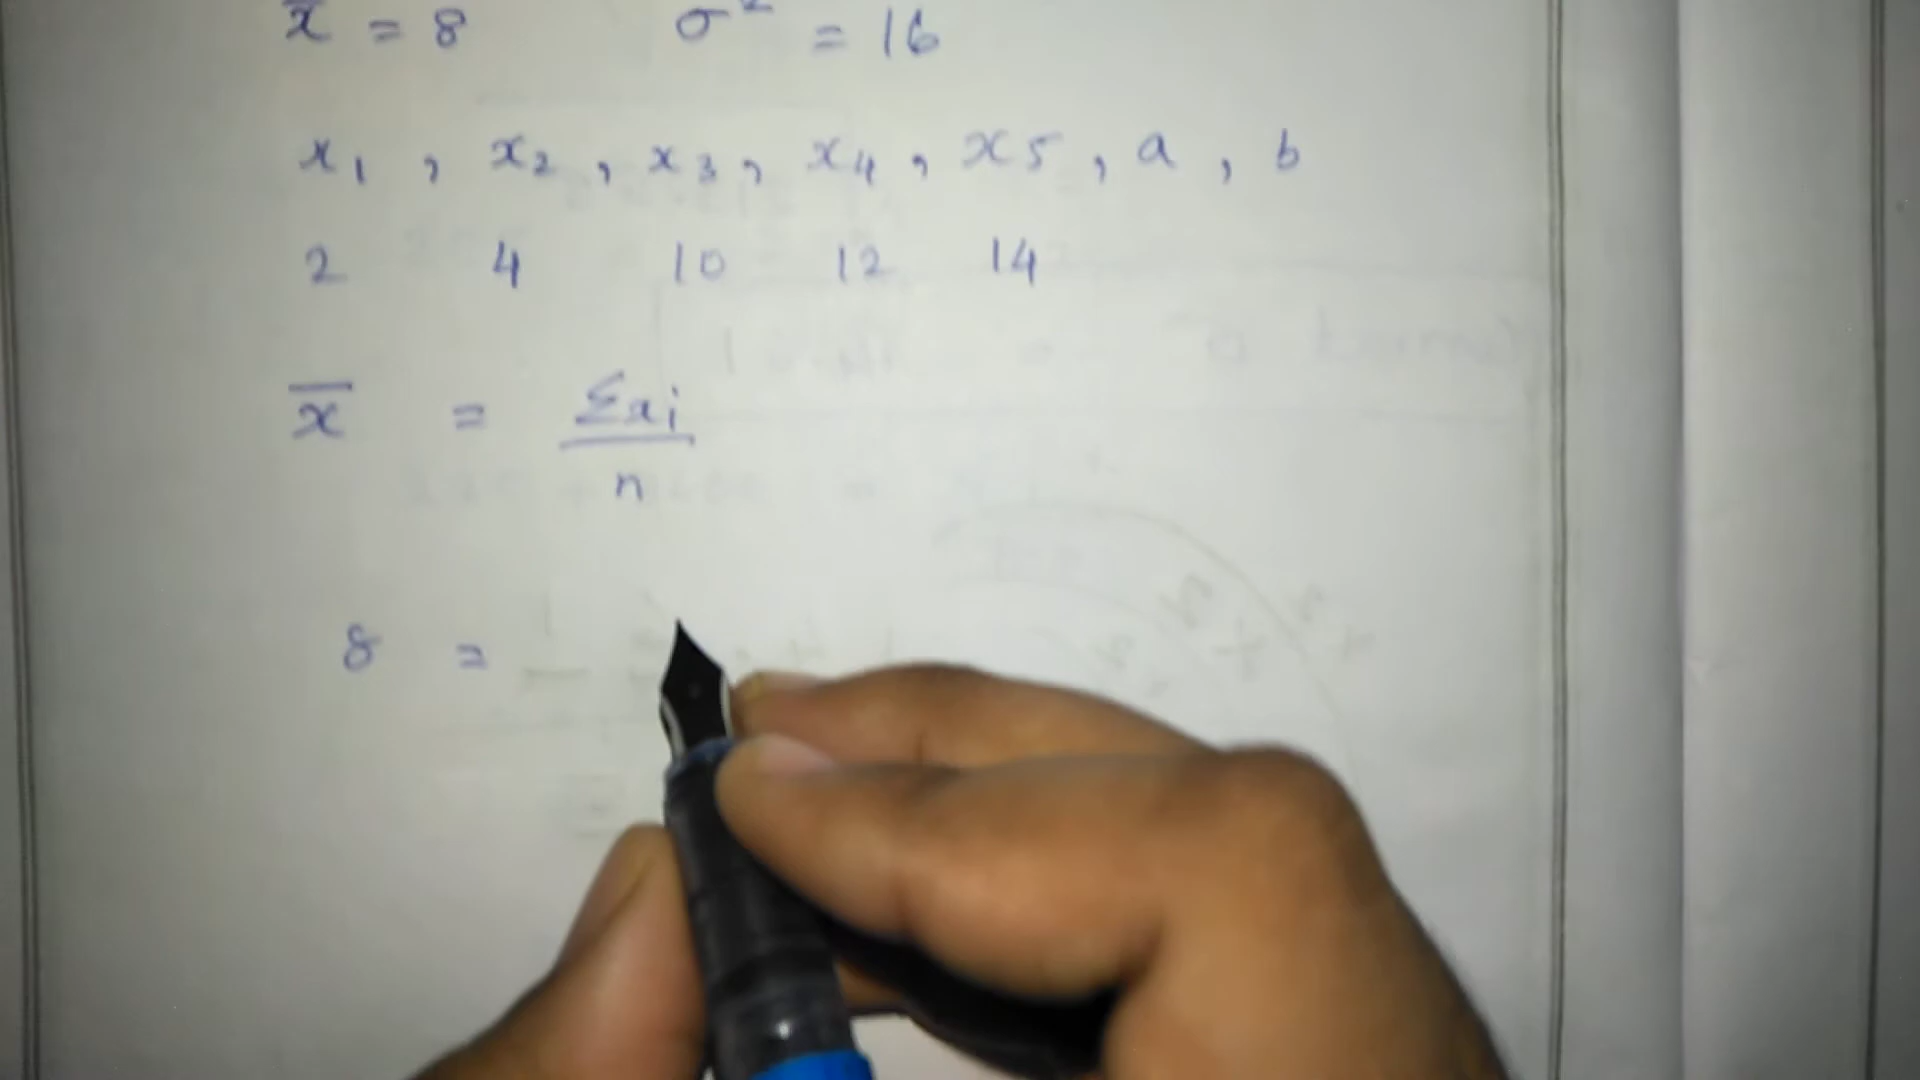 x̄ = 8 σ² = 16
x₁ , x₂ , x₃ , x₄ , x5 , a , b
2 4 10 12 14
x̄ = Σxi / n
8 =